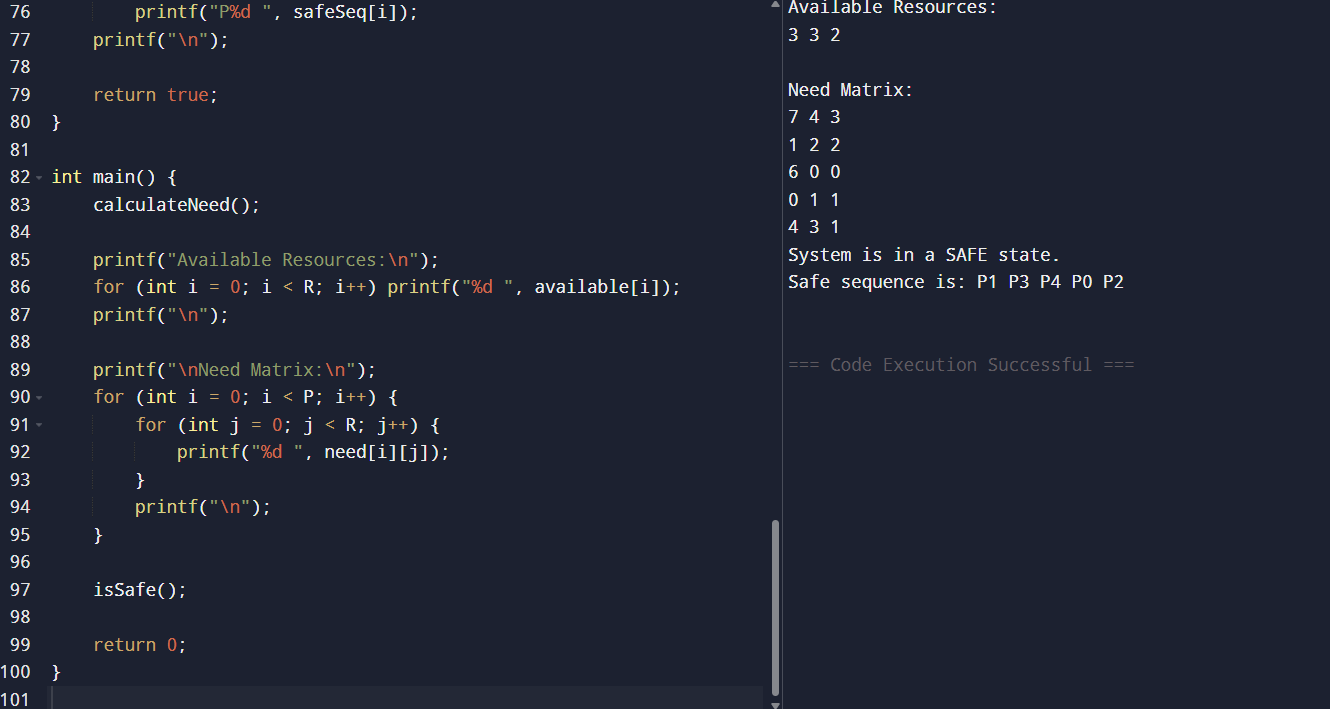 76         printf("P%d ", safeSeq[i]);
77     printf("\n");
78
79     return true;
80 }
81
82 int main() {
83     calculateNeed();
84
85     printf("Available Resources:\n");
86     for (int i = 0; i < R; i++) printf("%d ", available[i]);
87     printf("\n");
88
89     printf("\nNeed Matrix:\n");
90     for (int i = 0; i < P; i++) {
91         for (int j = 0; j < R; j++) {
92             printf("%d ", need[i][j]);
93         }
94         printf("\n");
95     }
96
97     isSafe();
98
99     return 0;
100 }
101
Available Resources:
3 3 2
Need Matrix:
7 4 3
1 2 2
6 0 0
0 1 1
4 3 1
System is in a SAFE state.
Safe sequence is: P1 P3 P4 P0 P2
=== Code Execution Successful ===